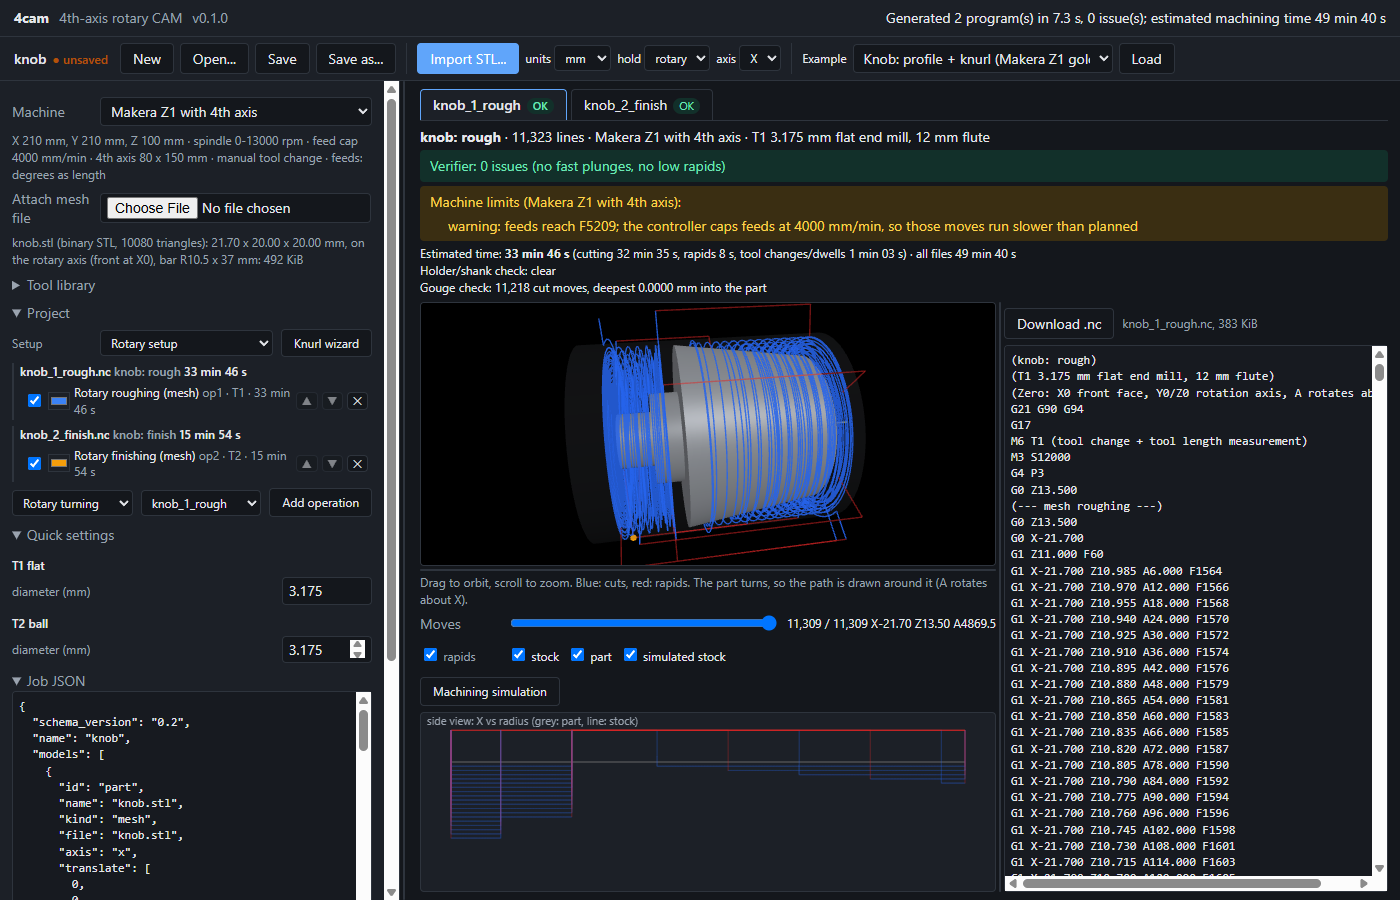 4cam 4th-axis rotary CAM v0.1.0
Generated 2 program(s) in 7.3 s, 0 issue(s); estimated machining time 49 min 40 s
knob ● unsaved New Open... Save Save as... Import STL... units mm hold rotary axis X Example Knob: profile + knurl (Makera Z1 gol Load
Machine Makera Z1 with 4th axis
X 210 mm, Y 210 mm, Z 100 mm · spindle 0-13000 rpm · feed cap
4000 mm/min · 4th axis 80 x 150 mm · manual tool change · feeds:
degrees as length
Attach mesh file Choose File No file chosen
knob.stl (binary STL, 10080 triangles): 21.70 x 20.00 x 20.00 mm, on
the rotary axis (front at X0), bar R10.5 x 37 mm: 492 KiB
▶ Tool library
▼ Project
Setup Rotary setup Knurl wizard
knob_1_rough.nc knob: rough 33 min 46 s
Rotary roughing (mesh) op1 · T1 · 33 min
46 s
knob_2_finish.nc knob: finish 15 min 54 s
Rotary finishing (mesh) op2 · T2 · 15 min
54 s
Rotary turning knob_1_rough Add operation
▼ Quick settings
T1 flat
diameter (mm) 3.175
T2 ball
diameter (mm) 3.175
▼ Job JSON
{
"schema_version": "0.2",
"name": "knob",
"models": [
{
"id": "part",
"name": "knob.stl",
"kind": "mesh",
"file": "knob.stl",
"axis": "x",
"translate": [
0,
knob_1_rough OK knob_2_finish OK
knob: rough · 11,323 lines · Makera Z1 with 4th axis · T1 3.175 mm flat end mill, 12 mm flute
Verifier: 0 issues (no fast plunges, no low rapids)
Machine limits (Makera Z1 with 4th axis):
warning: feeds reach F5209; the controller caps feeds at 4000 mm/min, so those moves run slower than planned
Estimated time: 33 min 46 s (cutting 32 min 35 s, rapids 8 s, tool changes/dwells 1 min 03 s) · all files 49 min 40 s
Holder/shank check: clear
Gouge check: 11,218 cut moves, deepest 0.0000 mm into the part
Drag to orbit, scroll to zoom. Blue: cuts, red: rapids. The part turns, so the path is drawn around it (A rotates
about X).
Moves 11,309 / 11,309 X-21.70 Z13.50 A4869.5
rapids stock part simulated stock
Machining simulation
side view: X vs radius (grey: part, line: stock)
Download .nc knob_1_rough.nc, 383 KiB
(knob: rough)
(T1 3.175 mm flat end mill, 12 mm flute)
(Zero: X0 front face, Y0/Z0 rotation axis, A rotates ab
G21 G90 G94
G17
M6 T1 (tool change + tool length measurement)
M3 S12000
G4 P3
G0 Z13.500
(--- mesh roughing ---)
G0 Z13.500
G0 X-21.700
G1 Z11.000 F60
G1 X-21.700 Z10.985 A6.000 F1564
G1 X-21.700 Z10.970 A12.000 F1566
G1 X-21.700 Z10.955 A18.000 F1568
G1 X-21.700 Z10.940 A24.000 F1570
G1 X-21.700 Z10.925 A30.000 F1572
G1 X-21.700 Z10.910 A36.000 F1574
G1 X-21.700 Z10.895 A42.000 F1576
G1 X-21.700 Z10.880 A48.000 F1579
G1 X-21.700 Z10.865 A54.000 F1581
G1 X-21.700 Z10.850 A60.000 F1583
G1 X-21.700 Z10.835 A66.000 F1585
G1 X-21.700 Z10.820 A72.000 F1587
G1 X-21.700 Z10.805 A78.000 F1590
G1 X-21.700 Z10.790 A84.000 F1592
G1 X-21.700 Z10.775 A90.000 F1594
G1 X-21.700 Z10.760 A96.000 F1596
G1 X-21.700 Z10.745 A102.000 F1598
G1 X-21.700 Z10.730 A108.000 F1601
G1 X-21.700 Z10.715 A114.000 F1603